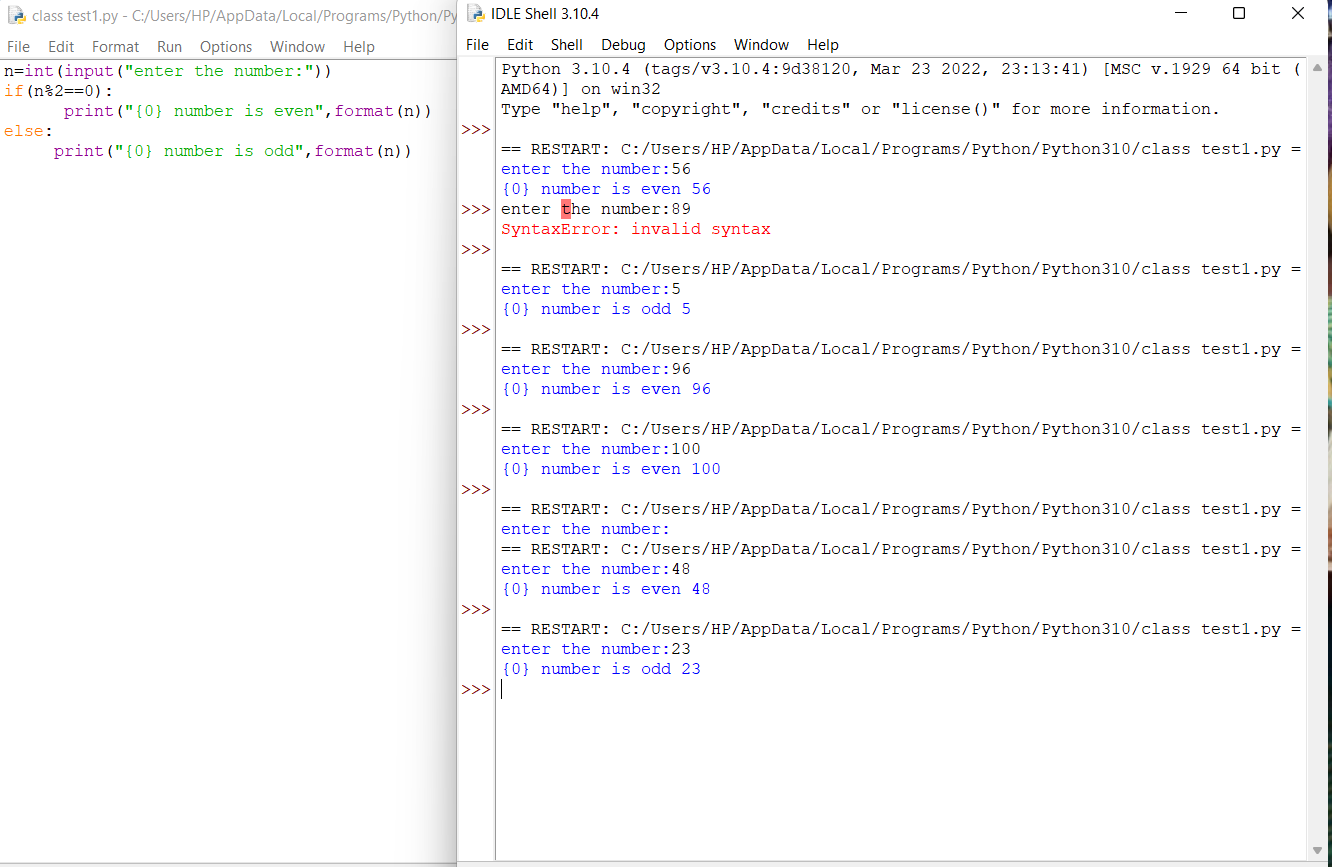 class test1.py - C:/Users/HP/AppData/Local/Programs/Python/Py
File Edit Format Run Options Window Help
n=int(input("enter the number:"))
if(n%2==0):
      print("{0} number is even",format(n))
else:
     print("{0} number is odd",format(n))
IDLE Shell 3.10.4
File Edit Shell Debug Options Window Help
Python 3.10.4 (tags/v3.10.4:9d38120, Mar 23 2022, 23:13:41) [MSC v.1929 64 bit (
AMD64)] on win32
Type "help", "copyright", "credits" or "license()" for more information.
>>>
== RESTART: C:/Users/HP/AppData/Local/Programs/Python/Python310/class test1.py =
enter the number:56
{0} number is even 56
>>> enter the number:89
SyntaxError: invalid syntax
>>>
== RESTART: C:/Users/HP/AppData/Local/Programs/Python/Python310/class test1.py =
enter the number:5
{0} number is odd 5
>>>
== RESTART: C:/Users/HP/AppData/Local/Programs/Python/Python310/class test1.py =
enter the number:96
{0} number is even 96
>>>
== RESTART: C:/Users/HP/AppData/Local/Programs/Python/Python310/class test1.py =
enter the number:100
{0} number is even 100
>>>
== RESTART: C:/Users/HP/AppData/Local/Programs/Python/Python310/class test1.py =
enter the number:
== RESTART: C:/Users/HP/AppData/Local/Programs/Python/Python310/class test1.py =
enter the number:48
{0} number is even 48
>>>
== RESTART: C:/Users/HP/AppData/Local/Programs/Python/Python310/class test1.py =
enter the number:23
{0} number is odd 23
>>>